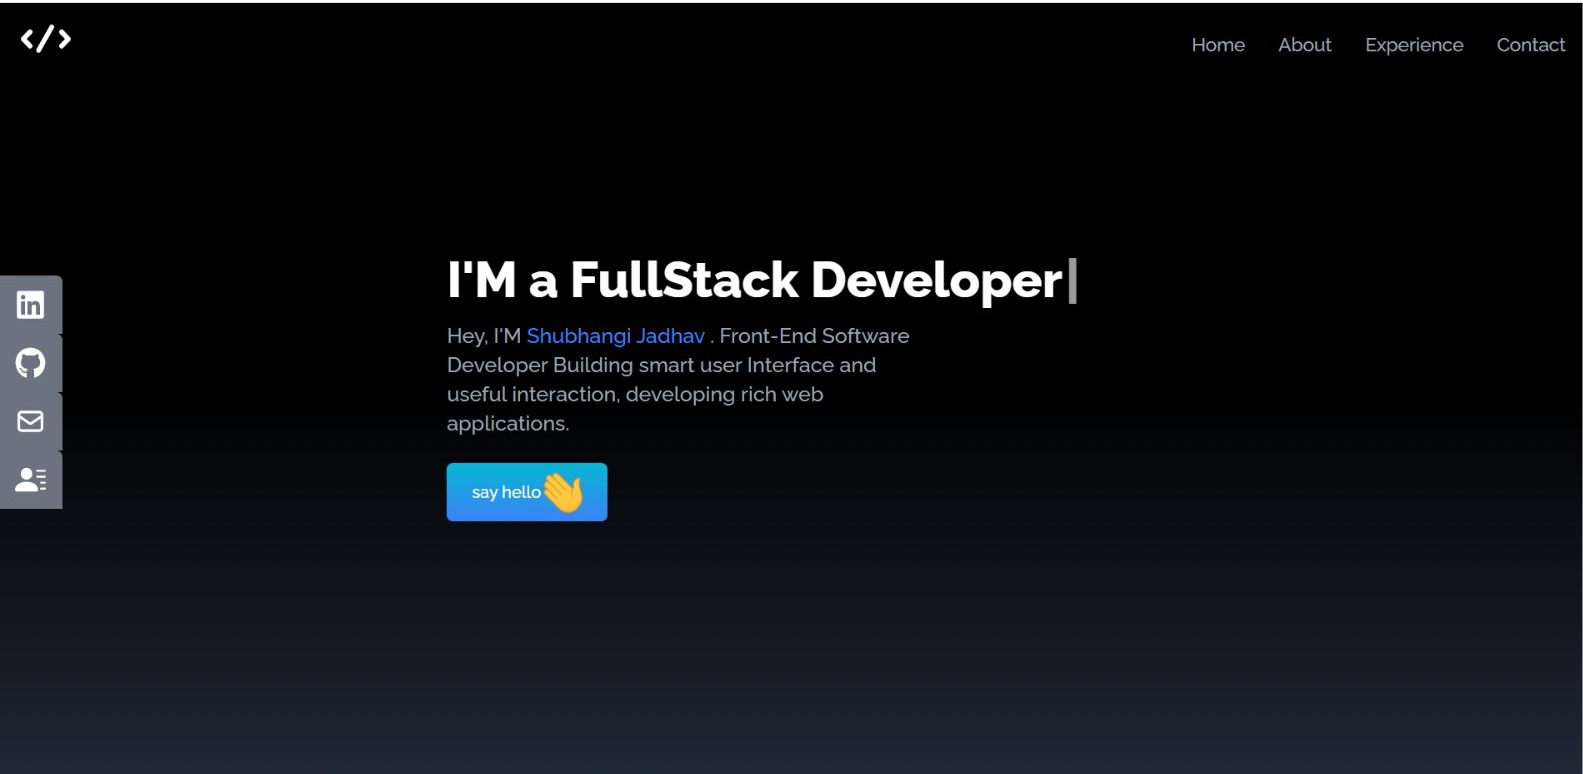 </>
Home About Experience Contact
I'M a FullStack Developer
Hey, I'M Shubhangi Jadhav . Front-End Software
Developer Building smart user Interface and
useful interaction, developing rich web
applications.
in
say hello